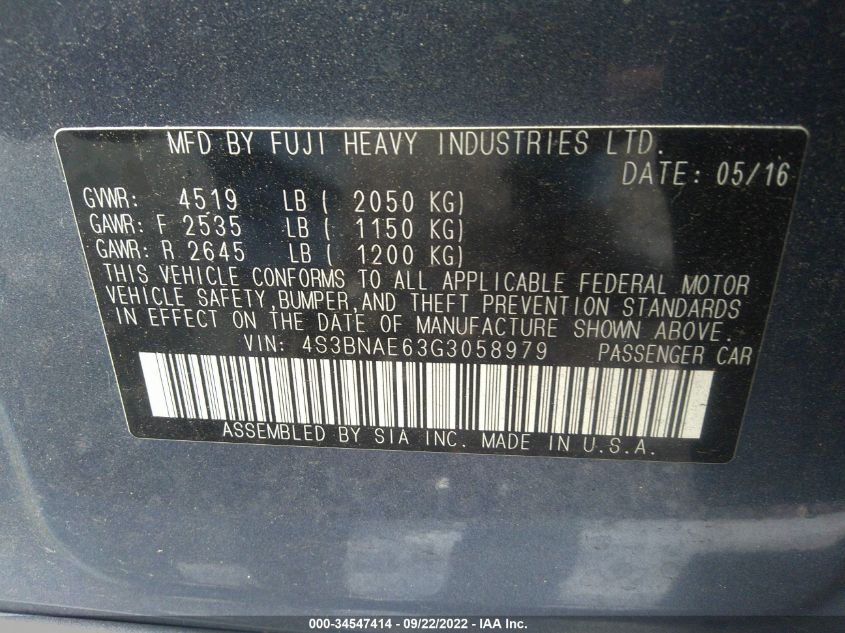 MFD BY FUJI HEAVY INDUSTRIES LTD.
DATE: 05/16
GVWR: 4519 LB ( 2050 KG)
GAWR: F 2535 LB ( 1150 KG)
GAWR: R 2645 LB ( 1200 KG)
THIS VEHICLE CONFORMS TO ALL APPLICABLE FEDERAL MOTOR
VEHICLE SAFETY,BUMPER,AND THEFT PREVENTION STANDARDS
IN EFFECT ON THE DATE OF MANUFACTURE SHOWN ABOVE.
VIN: 4S3BNAE63G3058979 PASSENGER CAR
ASSEMBLED BY SIA INC. MADE IN U.S.A.
000-34547414 - 09/22/2022 - IAA Inc.